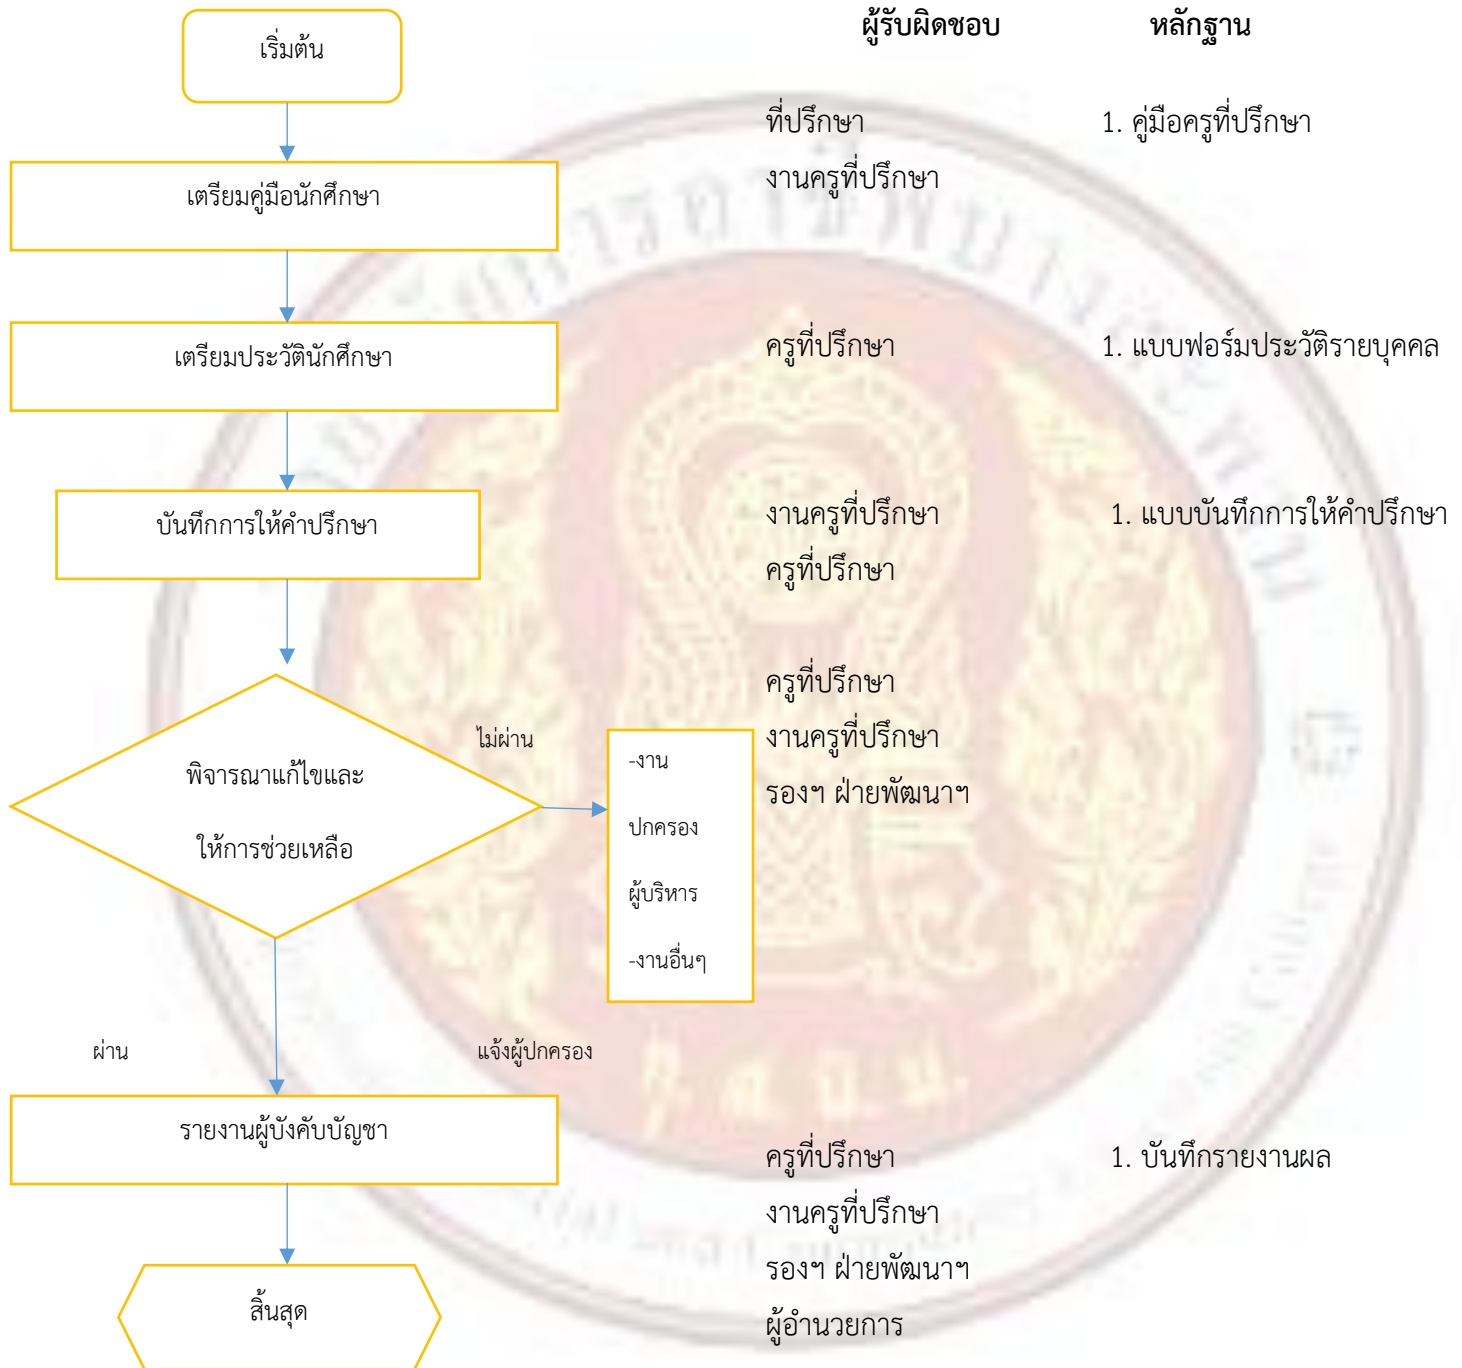 ผู้รับผิดชอบ หลักฐาน
เริ่มต้น
ที่ปรึกษา 1. คู่มือครูที่ปรึกษา
งานครูที่ปรึกษา
เตรียมคู่มือนักศึกษา
เตรียมประวัตินักศึกษา ครูที่ปรึกษา 1. แบบฟอร์มประวัติรายบุคคล
บันทึกการให้คำปรึกษา งานครูที่ปรึกษา 1. แบบบันทึกการให้คำปรึกษา
ครูที่ปรึกษา
ครูที่ปรึกษา
ไม่ผ่าน งานครูที่ปรึกษา
พิจารณาแก้ไขและ -งาน รองฯ ฝ่ายพัฒนาฯ
ให้การช่วยเหลือ ปกครอง
ผู้บริหาร
-งานอื่นๆ
ผ่าน แจ้งผู้ปกครอง
รายงานผู้บังคับบัญชา
ครูที่ปรึกษา 1. บันทึกรายงานผล
งานครูที่ปรึกษา
รองฯ ฝ่ายพัฒนาฯ
สิ้นสุด
ผู้อำนวยการ